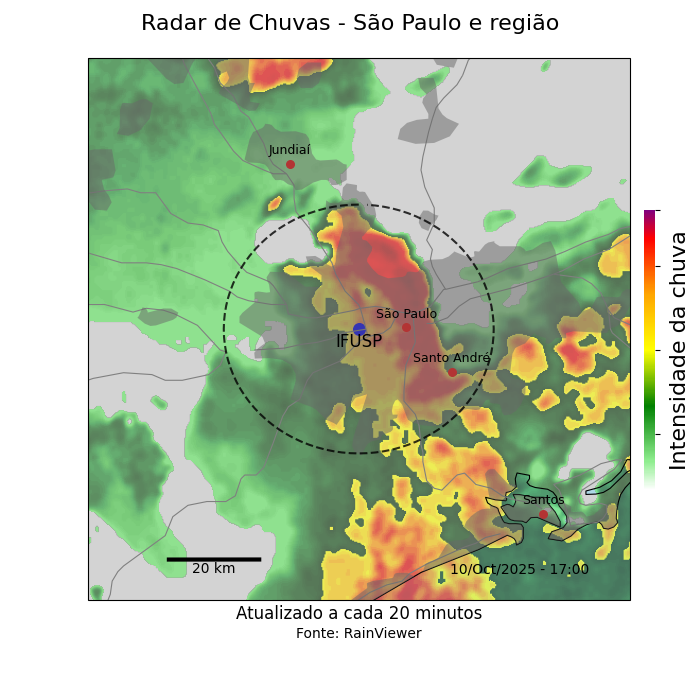 Radar de Chuvas - São Paulo e região
Jundiaí
São Paulo
IFUSP
Santo André
Santos
20 km
10/Oct/2025 - 17:00
Intensidade da chuva
Atualizado a cada 20 minutos
Fonte: RainViewer